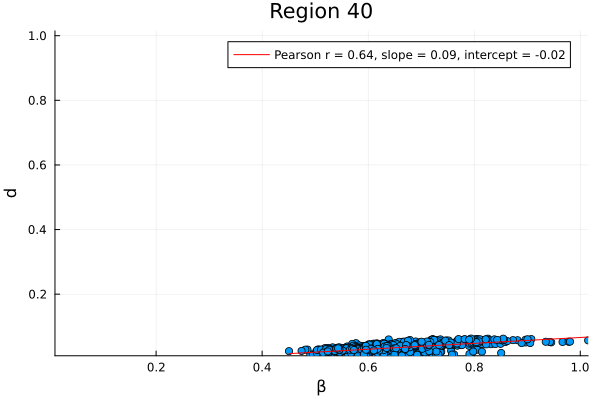 Region 40
Pearson r = 0.64, slope = 0.09, intercept = -0.02
1.0
0.8
0.6
0.4
0.2
d
0.2 0.4 0.6 0.8 1.0
β